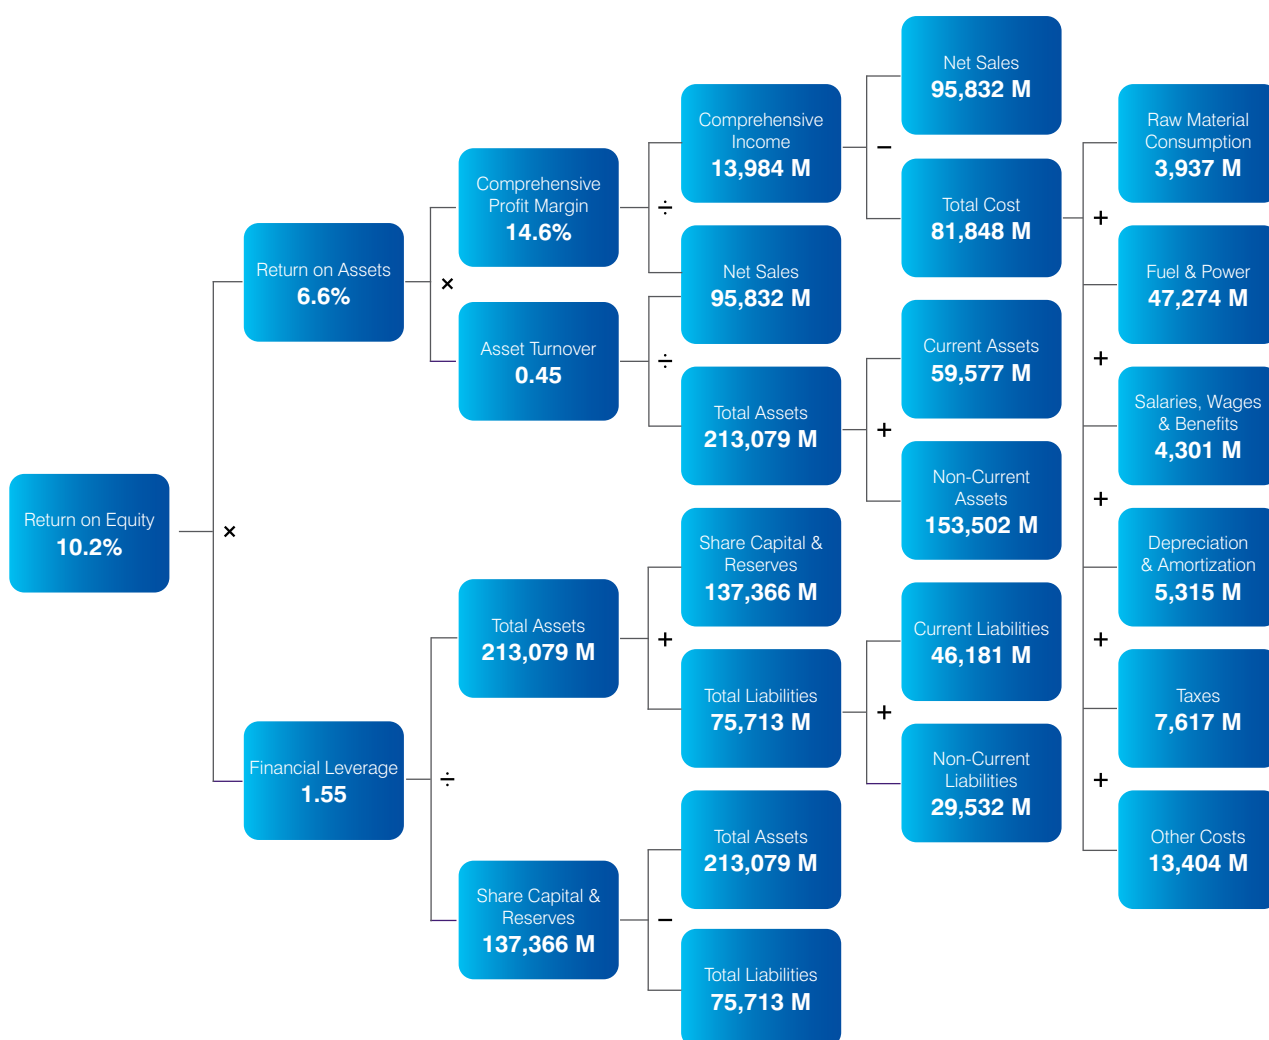 Return on Equity
10.2%
×
Return on Assets
6.6%
Financial Leverage
1.55
×
÷
Comprehensive
Profit Margin
14.6%
Asset Turnover
0.45
Total Assets
213,079 M
Share Capital &
Reserves
137,366 M
÷
÷
+
−
Comprehensive
Income
13,984 M
Net Sales
95,832 M
Total Assets
213,079 M
Share Capital &
Reserves
137,366 M
Total Liabilities
75,713 M
Total Assets
213,079 M
Total Liabilities
75,713 M
−
+
+
Net Sales
95,832 M
Total Cost
81,848 M
Current Assets
59,577 M
Non-Current
Assets
153,502 M
Current Liabilities
46,181 M
Non-Current
Liabilities
29,532 M
+
+
+
+
+
Raw Material
Consumption
3,937 M
Fuel & Power
47,274 M
Salaries, Wages
& Benefits
4,301 M
Depreciation
& Amortization
5,315 M
Taxes
7,617 M
Other Costs
13,404 M